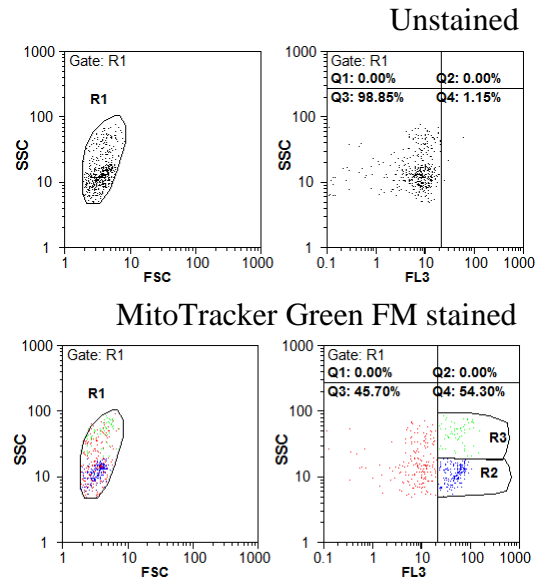 Unstained
1000
Gate: R1
R1
100
10
1
SSC
1 10 100 1000
FSC
1000
Gate: R1
Q1: 0.00% Q2: 0.00%
Q3: 98.85% Q4: 1.15%
100
10
1
SSC
0.1 1 10 100 1000
FL3
MitoTracker Green FM stained
1000
Gate: R1
R1
100
10
1
SSC
1 10 100 1000
FSC
1000
Gate: R1
Q1: 0.00% Q2: 0.00%
Q3: 45.70% Q4: 54.30%
100
R3
R2
10
1
SSC
0.1 1 10 100 1000
FL3